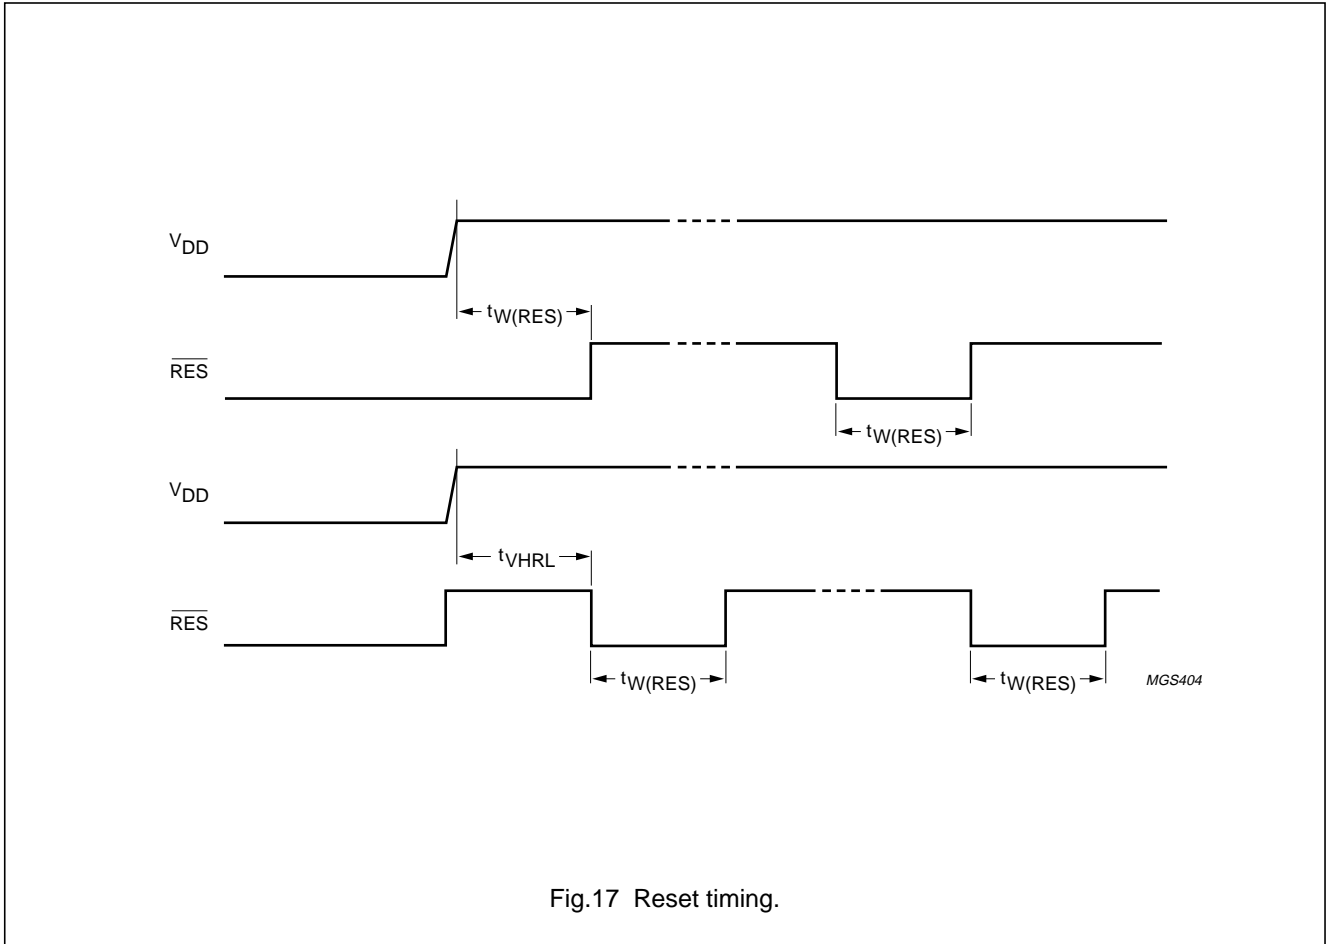 VDD
tW(RES)
RES
tW(RES)
VDD
tVHRL
RES
tW(RES) tW(RES) MGS404
Fig.17 Reset timing.